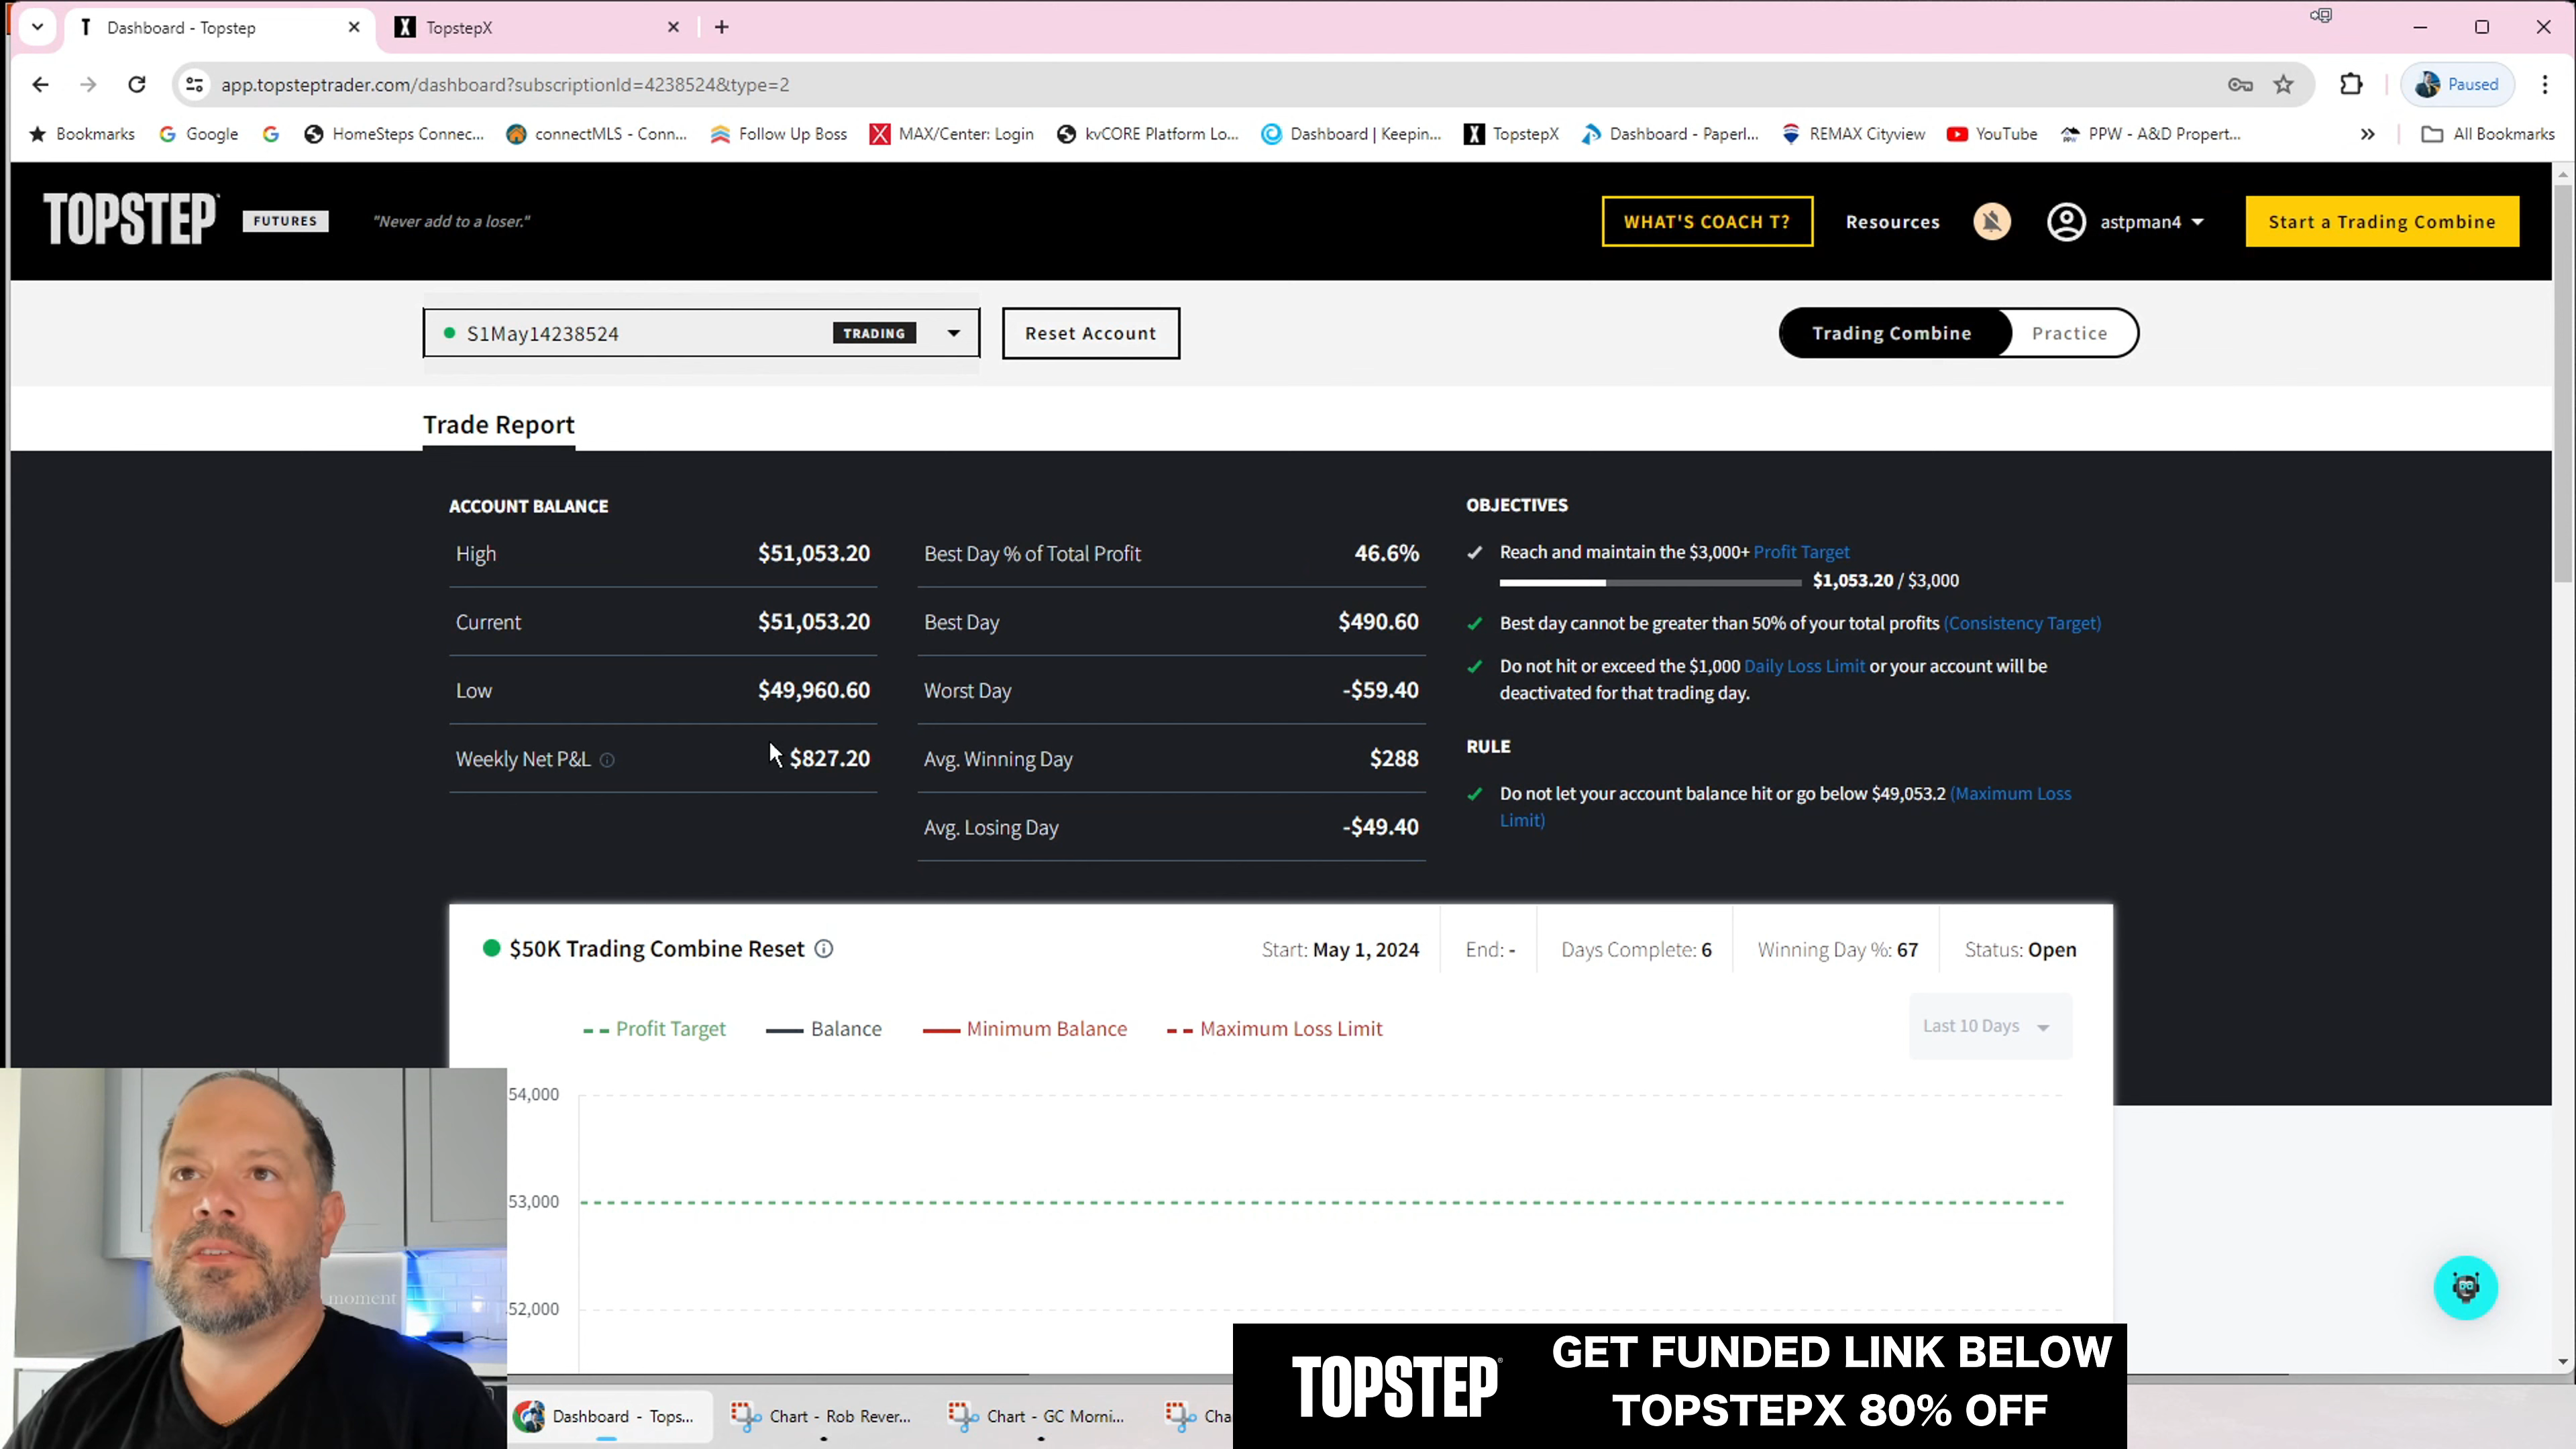 Dashboard - Topstep
TopstepX
app.topsteptrader.com/dashboard?subscriptionId=4238524&type=2
Paused
Bookmarks
Google
HomeSteps Connec...
connectMLS - Conn...
Follow Up Boss
MAX/Center: Login
kvCORE Platform Lo...
Dashboard | Keepin...
TopstepX
Dashboard - Paperl...
REMAX Cityview
YouTube
PPW - A&D Propert...
All Bookmarks
TOPSTEP
FUTURES
"Never add to a loser."
WHAT'S COACH T?
Resources
astpman4
Start a Trading Combine
S1May14238524
TRADING
Reset Account
Trading Combine
Practice
Trade Report
ACCOUNT BALANCE
High $51,053.20
Current $51,053.20
Low $49,960.60
Weekly Net P&L $827.20
Best Day % of Total Profit 46.6%
Best Day $490.60
Worst Day -$59.40
Avg. Winning Day $288
Avg. Losing Day -$49.40
OBJECTIVES
Reach and maintain the $3,000+ Profit Target
$1,053.20 / $3,000
Best day cannot be greater than 50% of your total profits (Consistency Target)
Do not hit or exceed the $1,000 Daily Loss Limit or your account will be
deactivated for that trading day.
RULE
Do not let your account balance hit or go below $49,053.2 (Maximum Loss
Limit)
$50K Trading Combine Reset
Start: May 1, 2024
End: -
Days Complete: 6
Winning Day %: 67
Status: Open
Profit Target
Balance
Minimum Balance
Maximum Loss Limit
Last 10 Days
54,000
53,000
52,000
moment
Dashboard - Tops...
Chart - Rob Rever...
Chart - GC Morni...
Cha
TOPSTEP
GET FUNDED LINK BELOW
TOPSTEPX 80% OFF